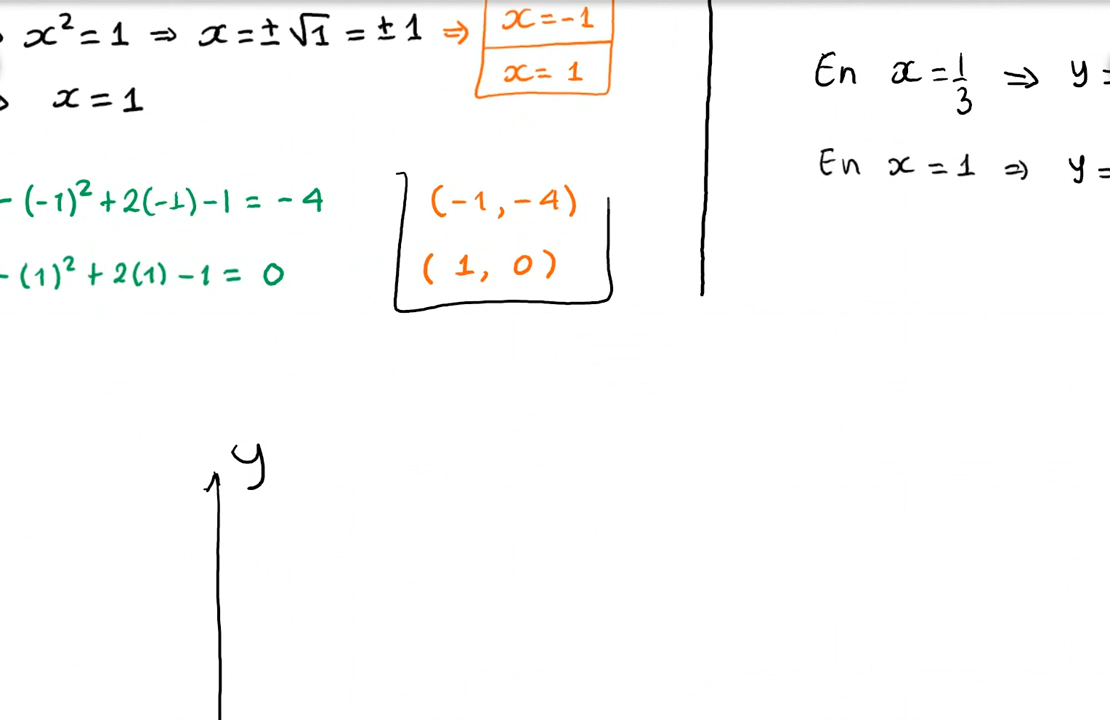 x² = 1 ⇒ x = ± √1 = ± 1 ⇒ x = -1
x = 1
x = 1
- (-1)² + 2(-1) - 1 = - 4
- (1)² + 2(1) - 1 = 0
(-1, -4)
(1, 0)
En x = 1/3 ⇒ y =
En x = 1 ⇒ y =
y